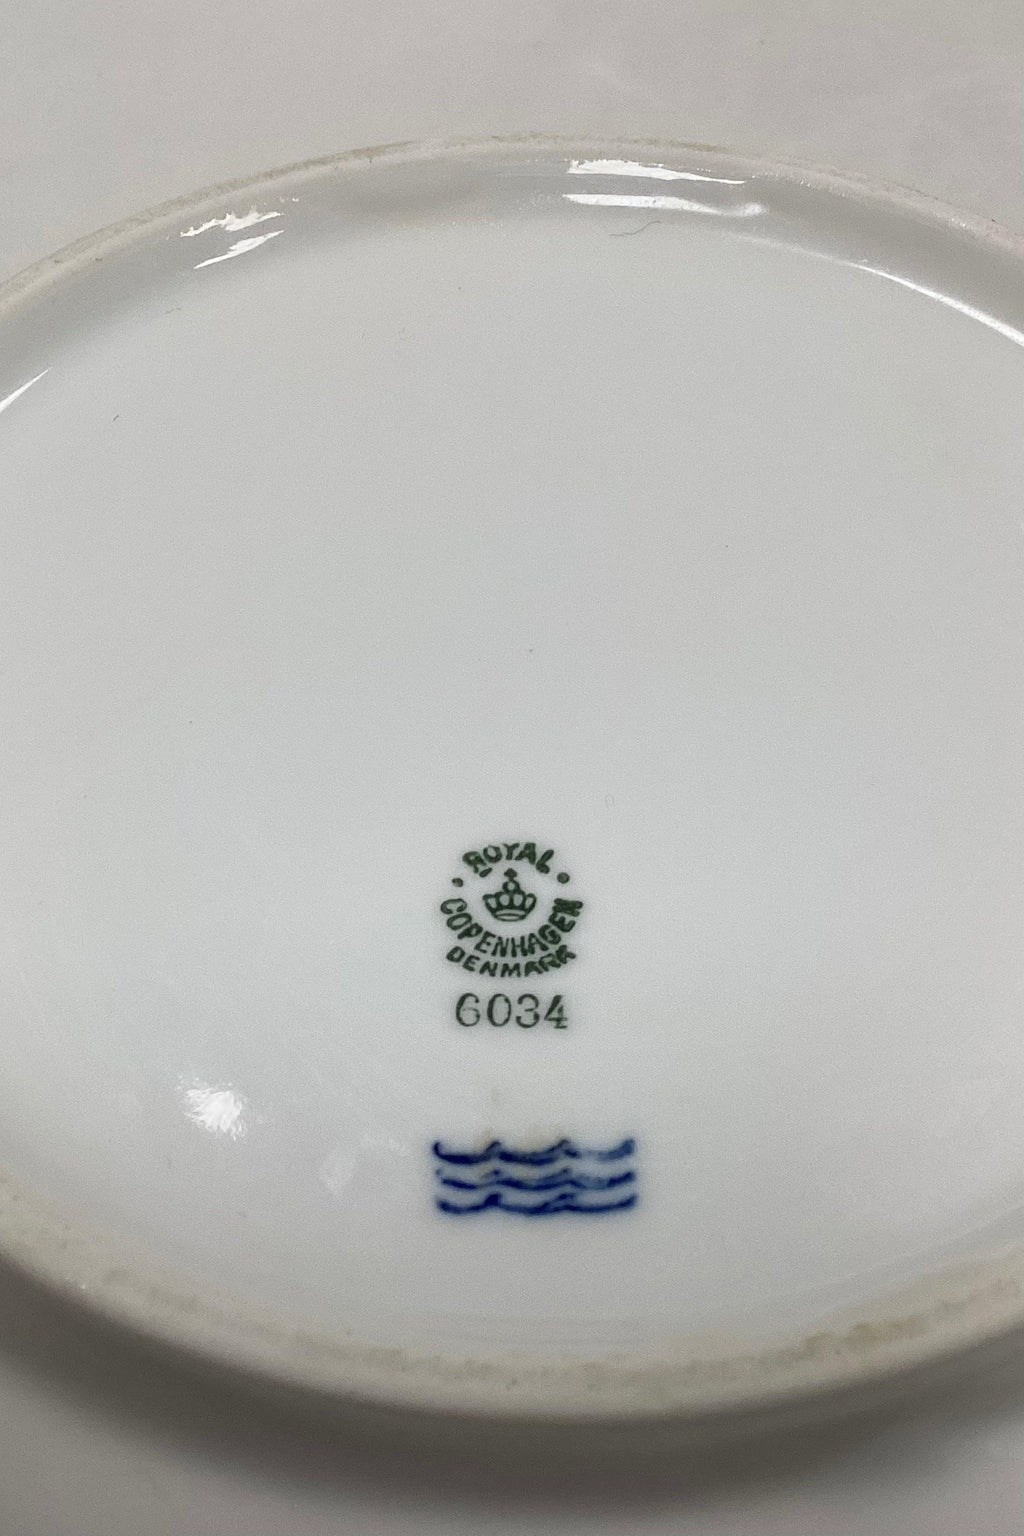 ROYAL
COPENHAGEN
DENMARK
6034